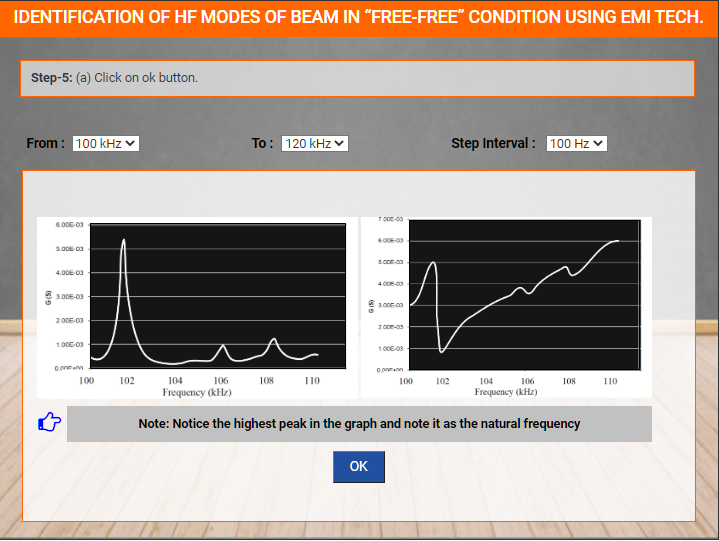 IDENTIFICATION OF HF MODES OF BEAM IN “FREE-FREE” CONDITION USING EMI TECH.
Step-5: (a) Click on ok button.
From : 100 kHz To : 120 kHz Step Interval : 100 Hz
6.00E-03
5.00E-03
4.00E-03
3.00E-03
2.00E-03
1.00E-03
0.00E+00
G (S)
100 102 104 106 108 110
Frequency (kHz)
7.00E-03
6.00E-03
5.00E-03
4.00E-03
3.00E-03
2.00E-03
1.00E-03
0.00E+00
G (S)
100 102 104 106 108 110
Frequency (kHz)
Note: Notice the highest peak in the graph and note it as the natural frequency
OK